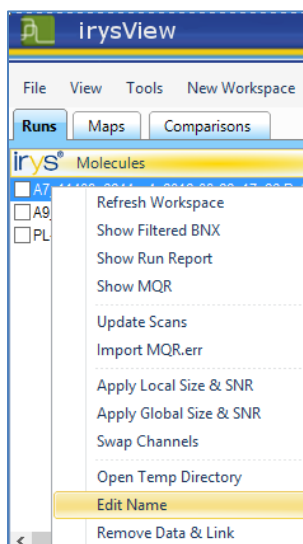 irysView
File View Tools New Workspace
Runs Maps Comparisons
irys® Molecules
A7
A9
PL
Refresh Workspace
Show Filtered BNX
Show Run Report
Show MQR
Update Scans
Import MQR.err
Apply Local Size & SNR
Apply Global Size & SNR
Swap Channels
Open Temp Directory
Edit Name
Remove Data & Link